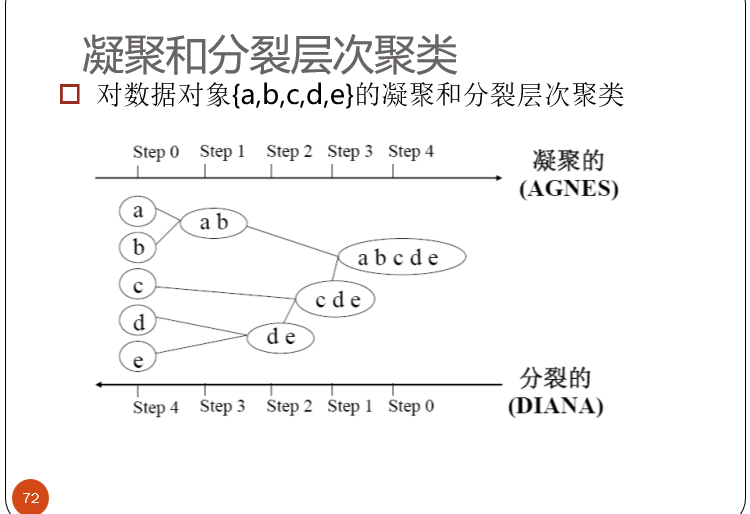 凝聚和分裂层次聚类
对数据对象{a,b,c,d,e}的凝聚和分裂层次聚类
Step 0 Step 1 Step 2 Step 3 Step 4
凝聚的
(AGNES)
a
a b
b
a b c d e
c
c d e
d
d e
e
分裂的
(DIANA)
Step 4 Step 3 Step 2 Step 1 Step 0
72